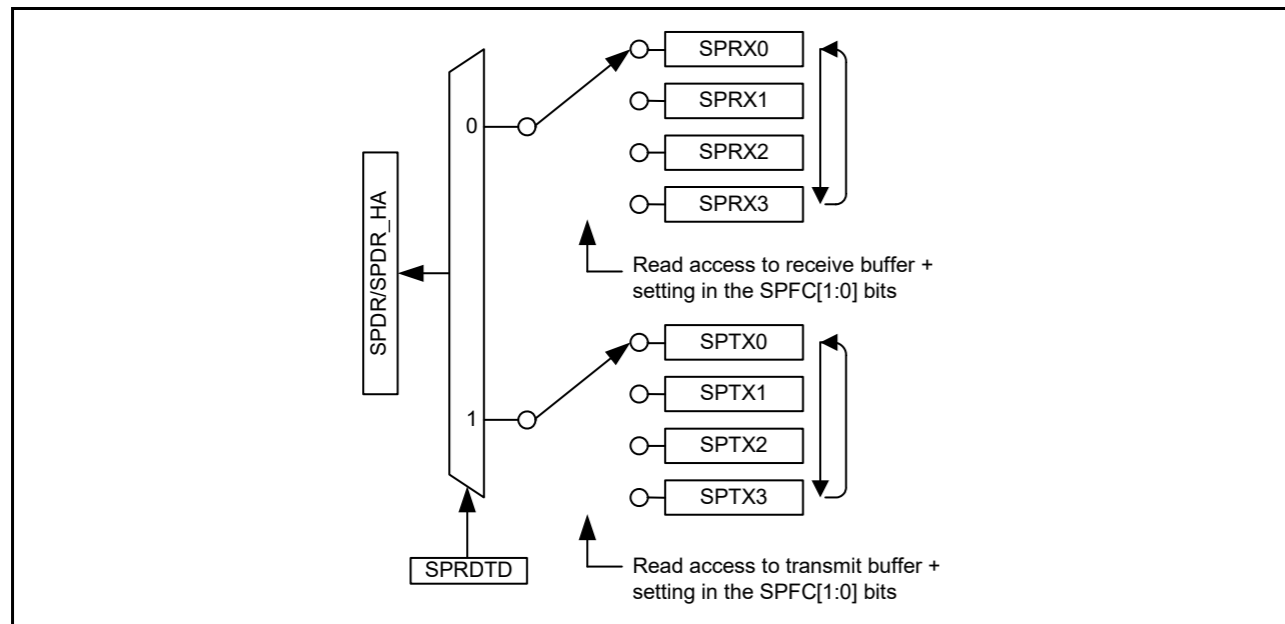 SPRX0
SPRX1
0
SPRX2
SPRX3
SPDR/SPDR_HA
Read access to receive buffer +
setting in the SPFC[1:0] bits
SPTX0
SPTX1
1
SPTX2
SPTX3
SPRDTD
Read access to transmit buffer +
setting in the SPFC[1:0] bits